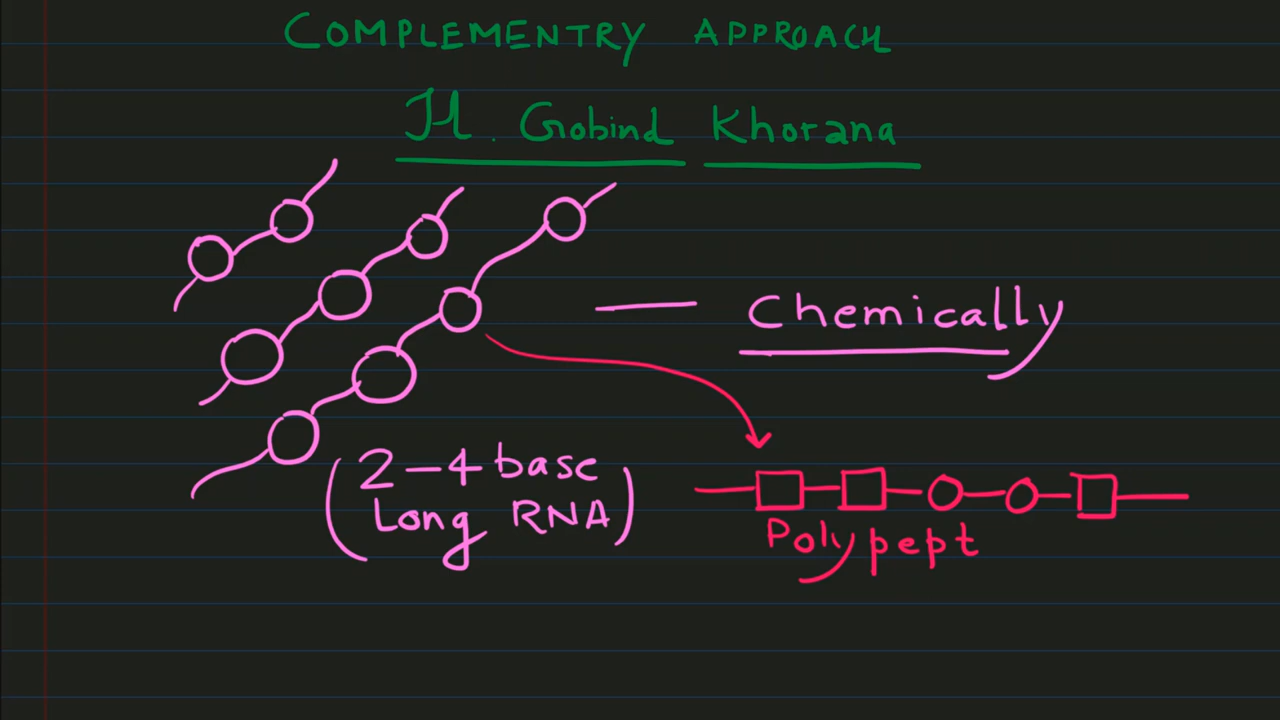 COMPLEMENTRY APPROACH
H. Gobind Khorana
Chemically
(2-4 base
Long RNA)
Polypept